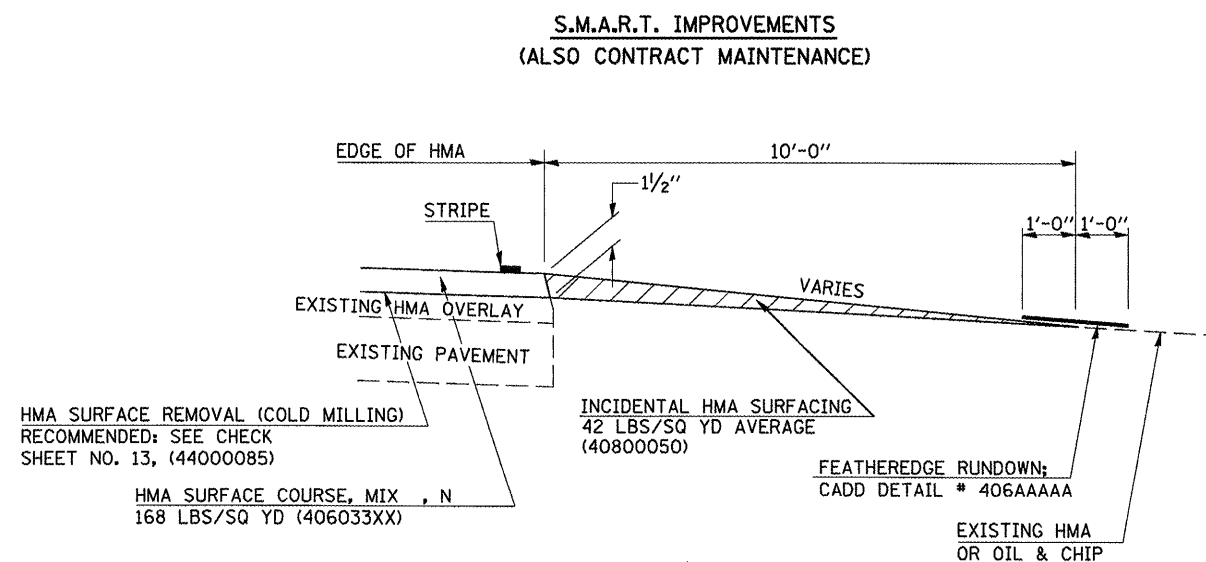 S.M.A.R.T. IMPROVEMENTS
(ALSO CONTRACT MAINTENANCE)
EDGE OF HMA
10'-0"
1 1/2"
STRIPE
1'-0"
1'-0"
VARIES
EXISTING HMA OVERLAY
EXISTING PAVEMENT
HMA SURFACE REMOVAL (COLD MILLING)
RECOMMENDED: SEE CHECK
SHEET NO. 13, (44000085)
INCIDENTAL HMA SURFACING
42 LBS/SQ YD AVERAGE
(40800050)
FEATHEREDGE RUNDOWN;
CADD DETAIL # 406AAAAA
HMA SURFACE COURSE, MIX , N
168 LBS/SQ YD (406033XX)
EXISTING HMA
OR OIL & CHIP